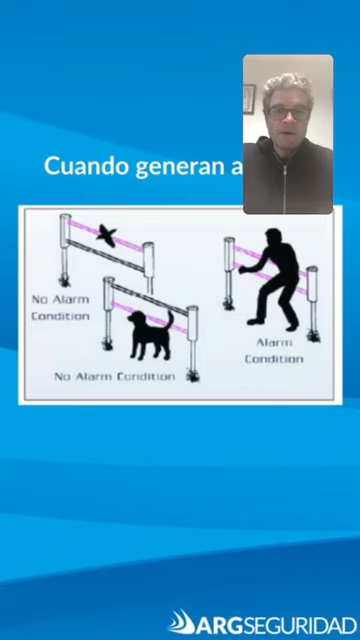 Cuando generan a
No Alarm
Condition
No Alarm Condition
Alarm
Condition
ARGSEGURIDAD